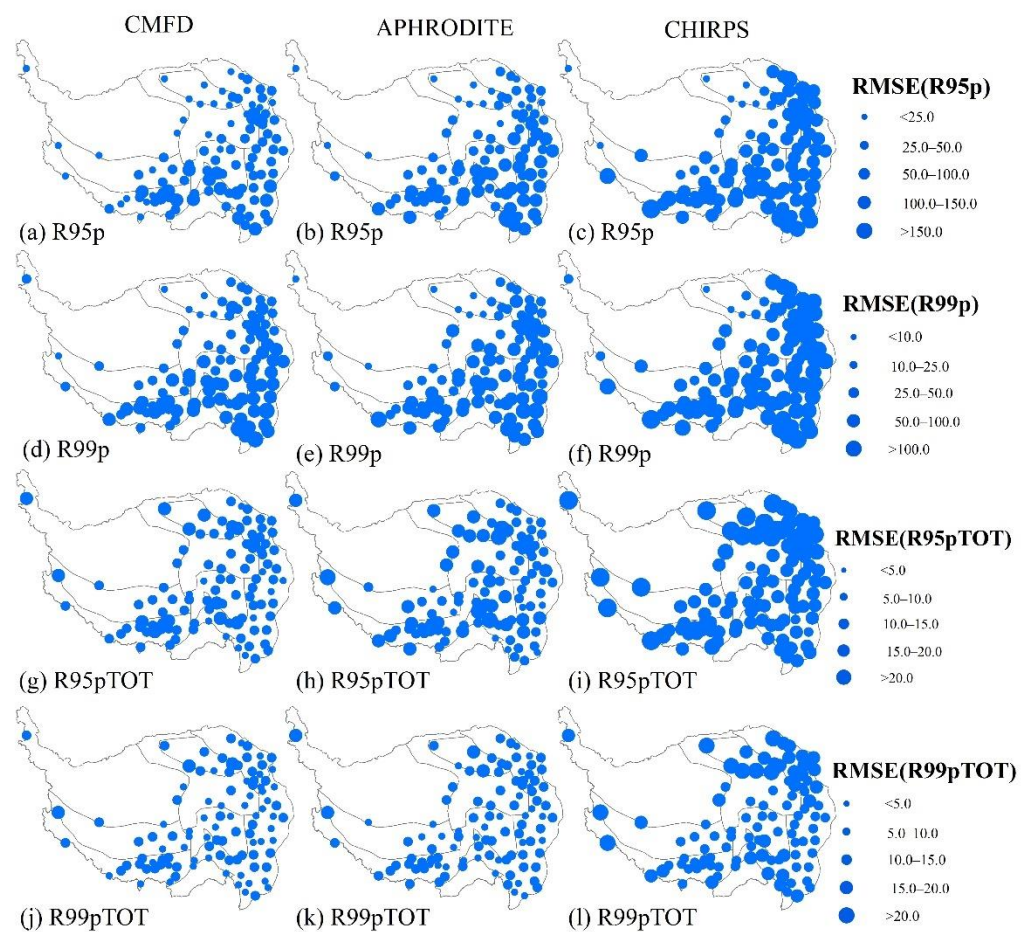 CMFD
APHRODITE
CHIRPS
RMSE(R95p)
<25.0
25.0–50.0
50.0–100.0
100.0–150.0
>150.0
(a) R95p
(b) R95p
(c) R95p
RMSE(R99p)
<10.0
10.0–25.0
25.0–50.0
50.0–100.0
>100.0
(d) R99p
(e) R99p
(f) R99p
RMSE(R95pTOT)
<5.0
5.0–10.0
10.0–15.0
15.0–20.0
>20.0
(g) R95pTOT
(h) R95pTOT
(i) R95pTOT
RMSE(R99pTOT)
<5.0
5.0 10.0
10.0–15.0
15.0–20.0
>20.0
(j) R99pTOT
(k) R99pTOT
(l) R99pTOT